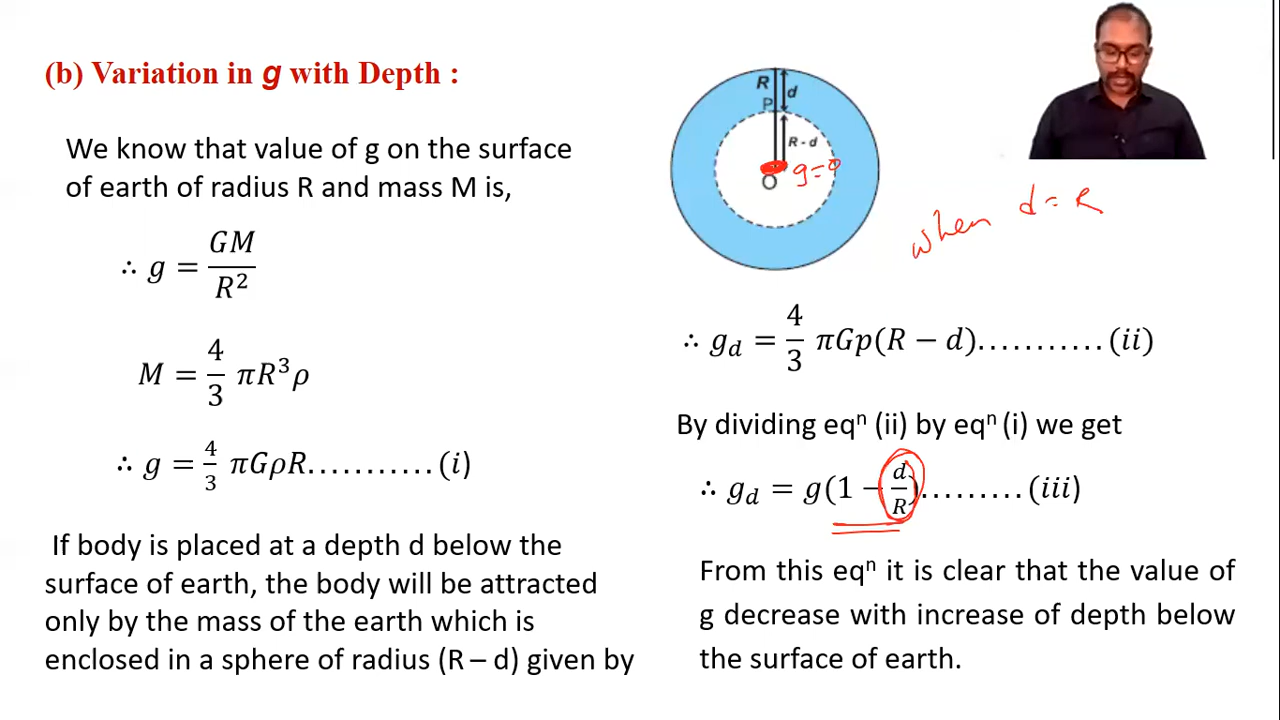 (b) Variation in g with Depth :
We know that value of g on the surface
of earth of radius R and mass M is,
∴ g = GM/R²
M = 4/3 πR³ρ
∴ g = 4/3 πGρR............(i)
If body is placed at a depth d below the
surface of earth, the body will be attracted
only by the mass of the earth which is
enclosed in a sphere of radius (R – d) given by
R
d
P
R - d
O
g=0
when d = R
∴ g_d = 4/3 πGp(R − d)...........(ii)
By dividing eqⁿ (ii) by eqⁿ (i) we get
∴ g_d = g(1 − d/R).........(iii)
From this eqⁿ it is clear that the value of
g decrease with increase of depth below
the surface of earth.